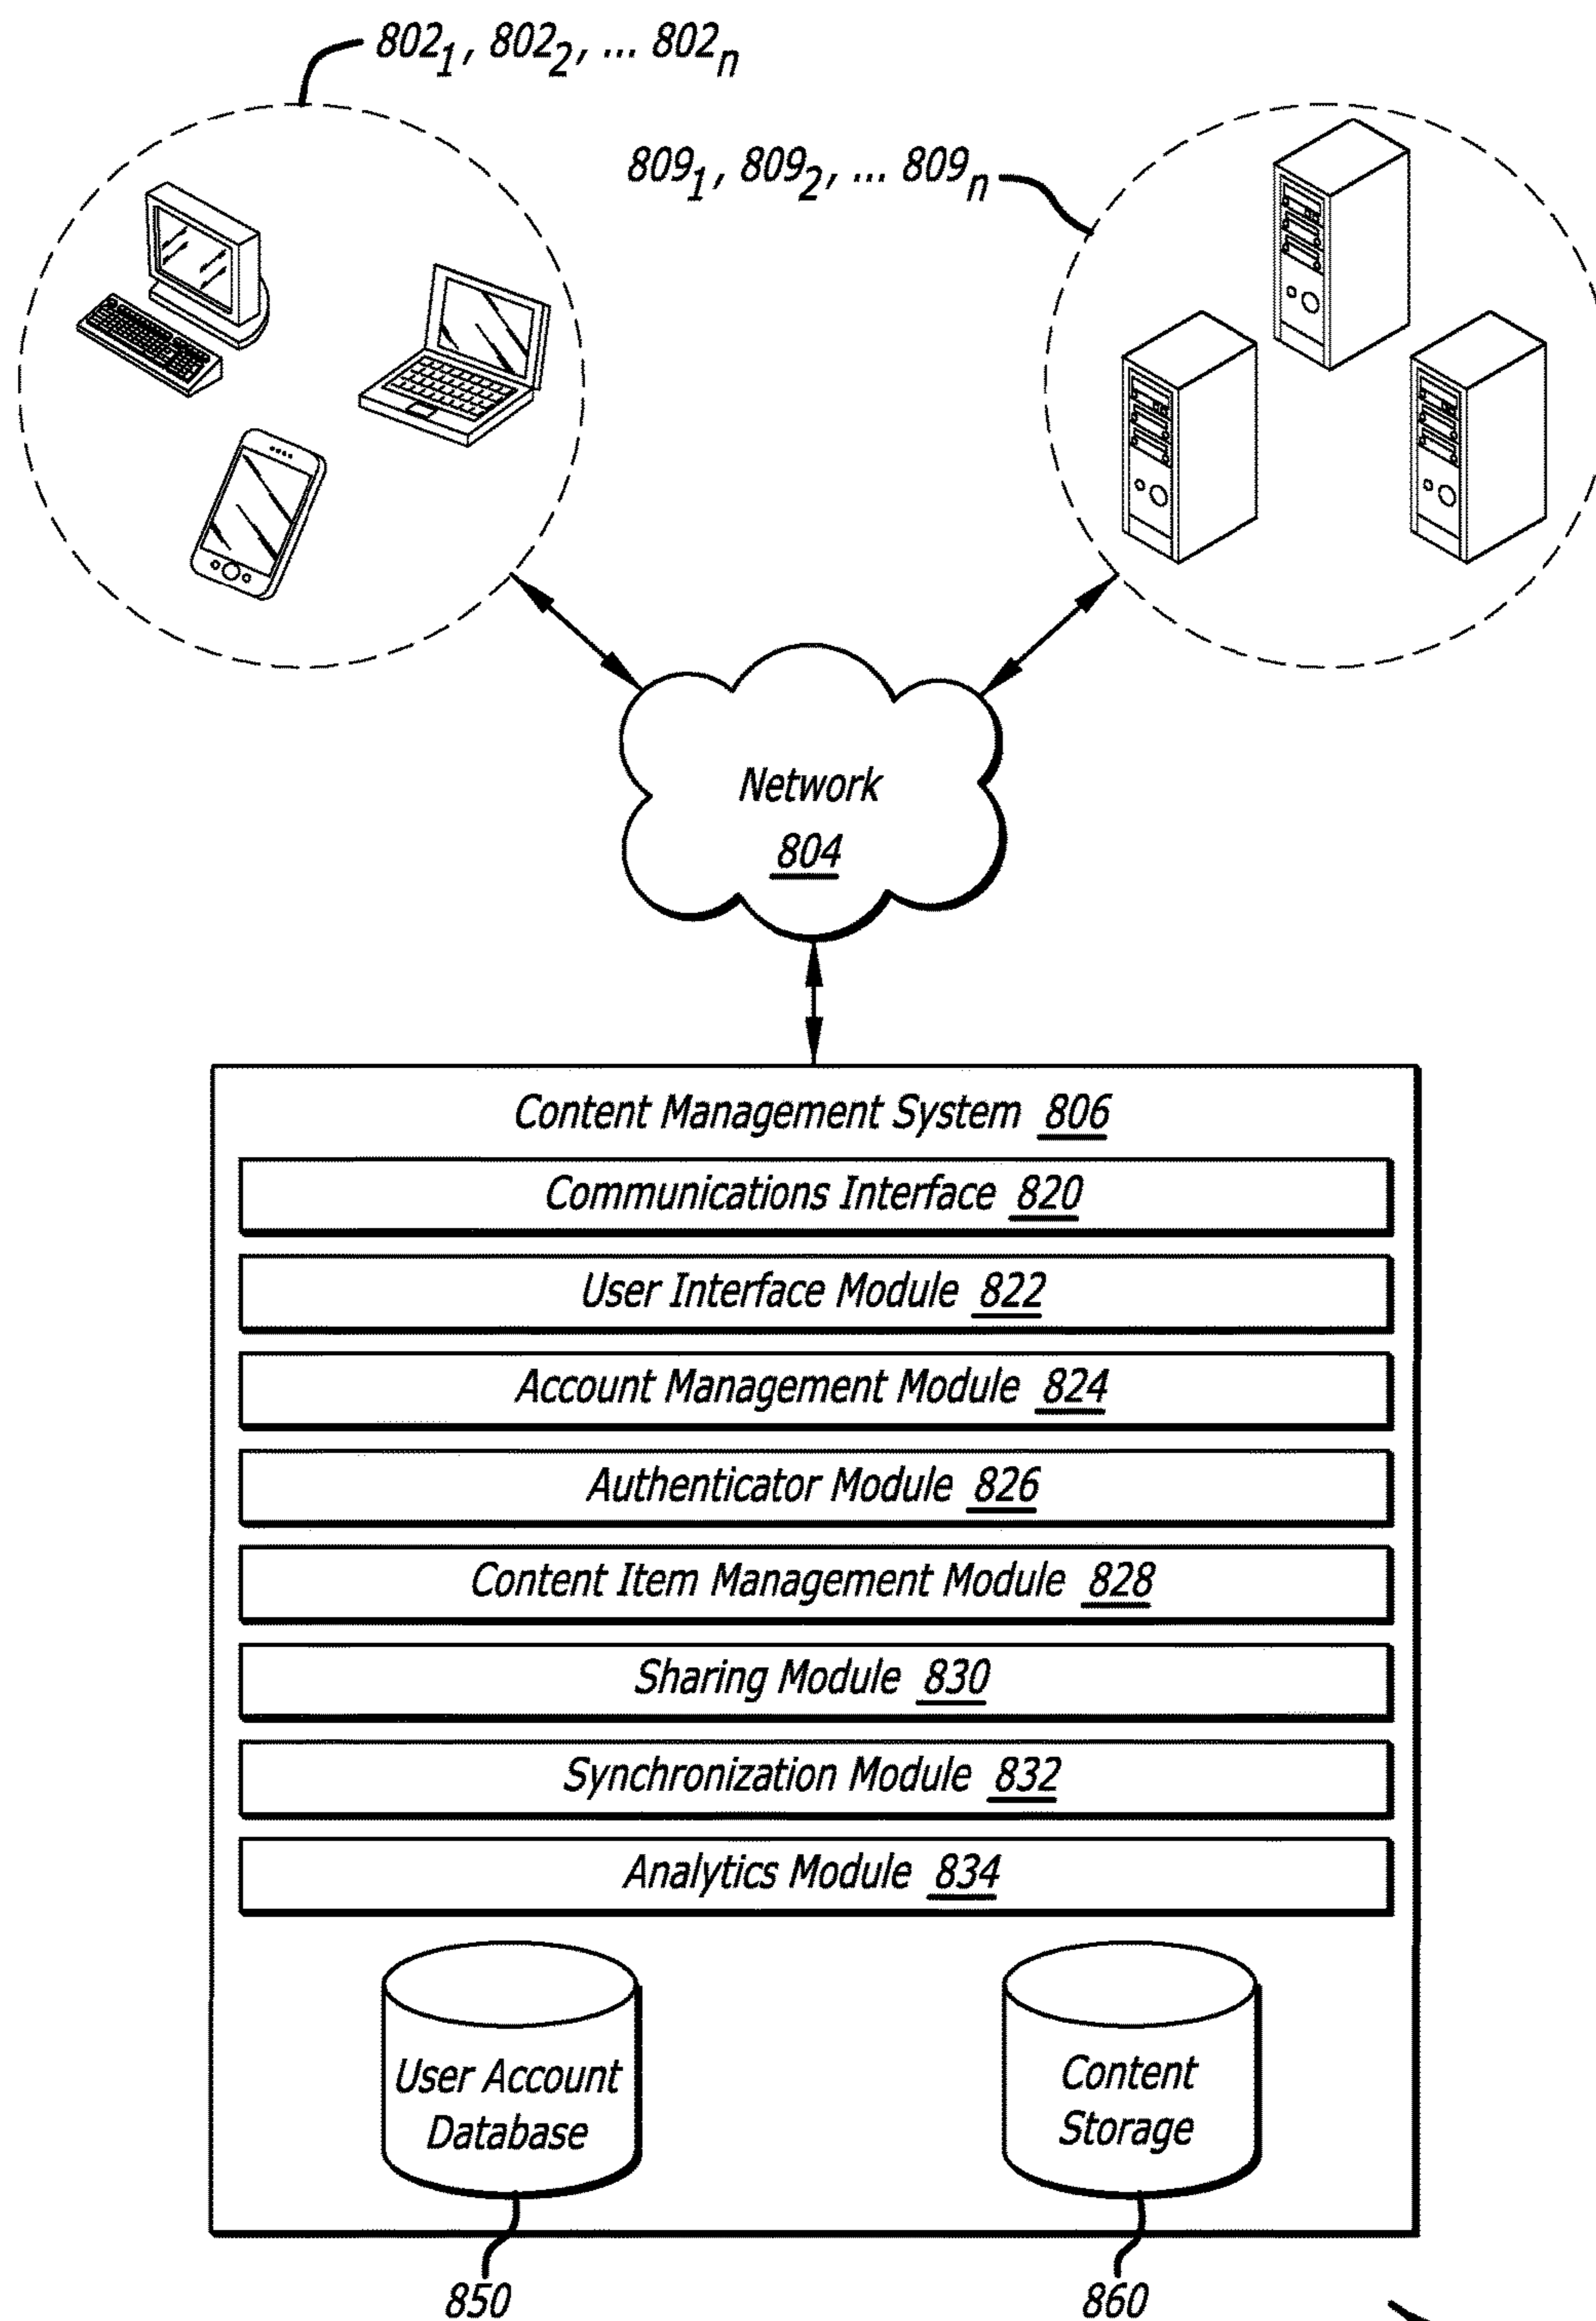 802₁, 802₂, ... 802ₙ
809₁, 809₂, ... 809ₙ
Network
804
Content Management System 806
Communications Interface 820
User Interface Module 822
Account Management Module 824
Authenticator Module 826
Content Item Management Module 828
Sharing Module 830
Synchronization Module 832
Analytics Module 834
User Account
Database
Content
Storage
850
860